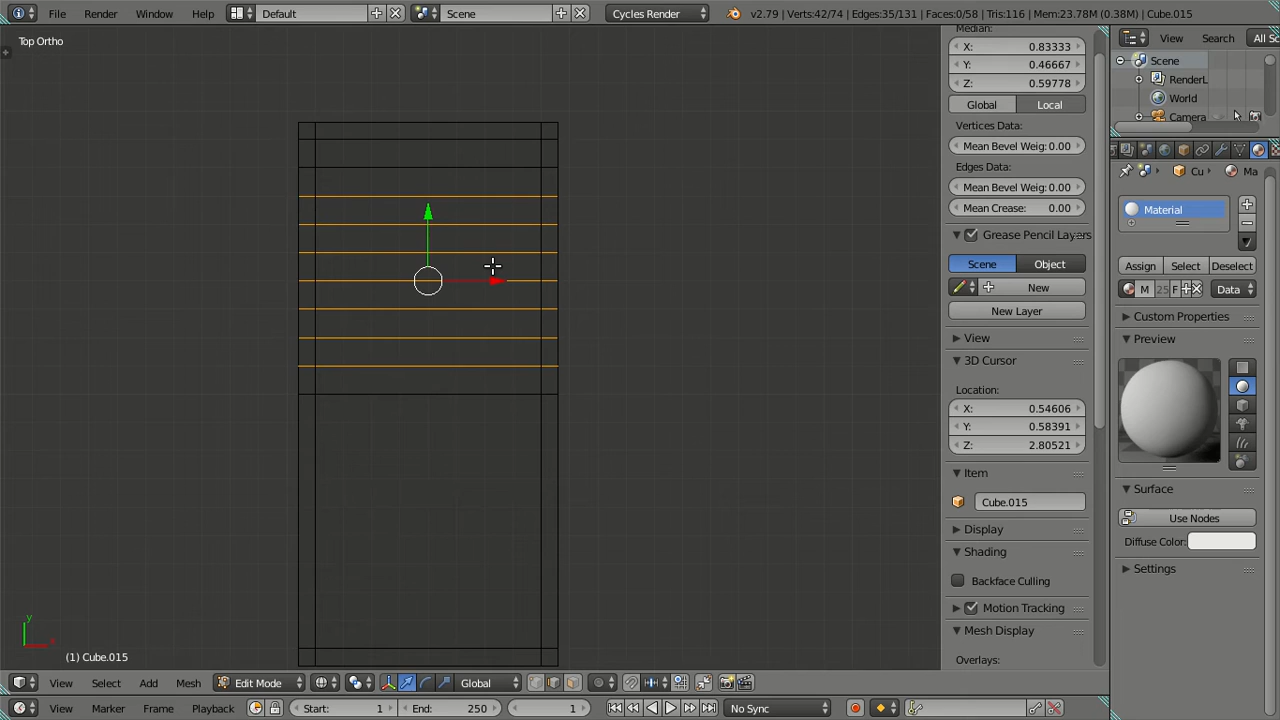 File Render Window Help Default Scene Cycles Render v2.79 | Verts:42/74 | Edges:35/131 | Faces:0/58 | Tris:116 | Mem:23.78M (0.38M) | Cube.015
Top Ortho
Median:
X: 0.83333
Y: 0.46667
Z: 0.59778
Global Local
Vertices Data:
Mean Bevel Weig: 0.00
Edges Data:
Mean Bevel Weig: 0.00
Mean Crease: 0.00
Grease Pencil Layers
Scene Object
New
New Layer
View
3D Cursor
Location:
X: 0.54606
Y: 0.58391
Z: 2.80521
Item
Cube.015
Display
Shading
Backface Culling
Motion Tracking
Mesh Display
Overlays:
View Search All Sc
Scene
RenderL
World
Camera
Cu Ma
Material
Assign Select Deselect
M 25 F Data
Custom Properties
Preview
Surface
Use Nodes
Diffuse Color:
Settings
y
x
(1) Cube.015
View Select Add Mesh Edit Mode Global
View Marker Frame Playback Start: 1 End: 250 1 No Sync